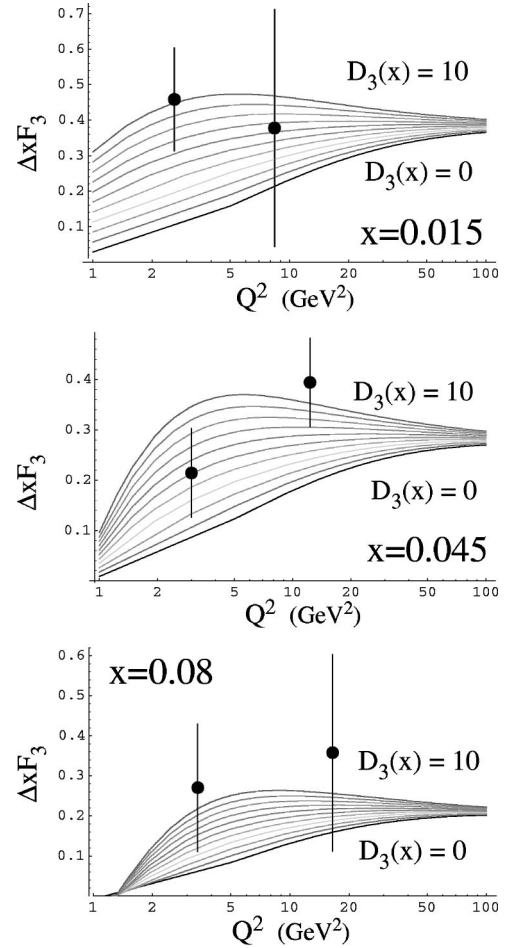 0.7
0.6
0.5
0.4
0.3
0.2
0.1
ΔxF₃
D₃(x) = 10
D₃(x) = 0
x=0.015
1 2 5 10 20 50 100
Q² (GeV²)
0.4
0.3
0.2
0.1
ΔxF₃
D₃(x) = 10
D₃(x) = 0
x=0.045
1 2 5 10 20 50 100
Q² (GeV²)
0.6
0.5
0.4
0.3
0.2
0.1
ΔxF₃
x=0.08
D₃(x) = 10
D₃(x) = 0
1 2 5 10 20 50 100
Q² (GeV²)